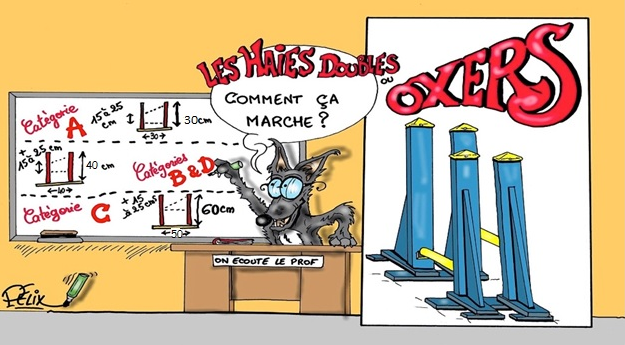 LES HAIES DOUBLES
OU
OXERS
COMMENT ÇA
MARCHE ?
Catégorie
A
15 à 25
cm
30cm
←30→
+
15 à 25 cm
40 cm
←40→
Catégories
B & D
Catégorie C
+ 15
à 25 cm
60cm
50
ON ECOUTE LE PROF
FELIX